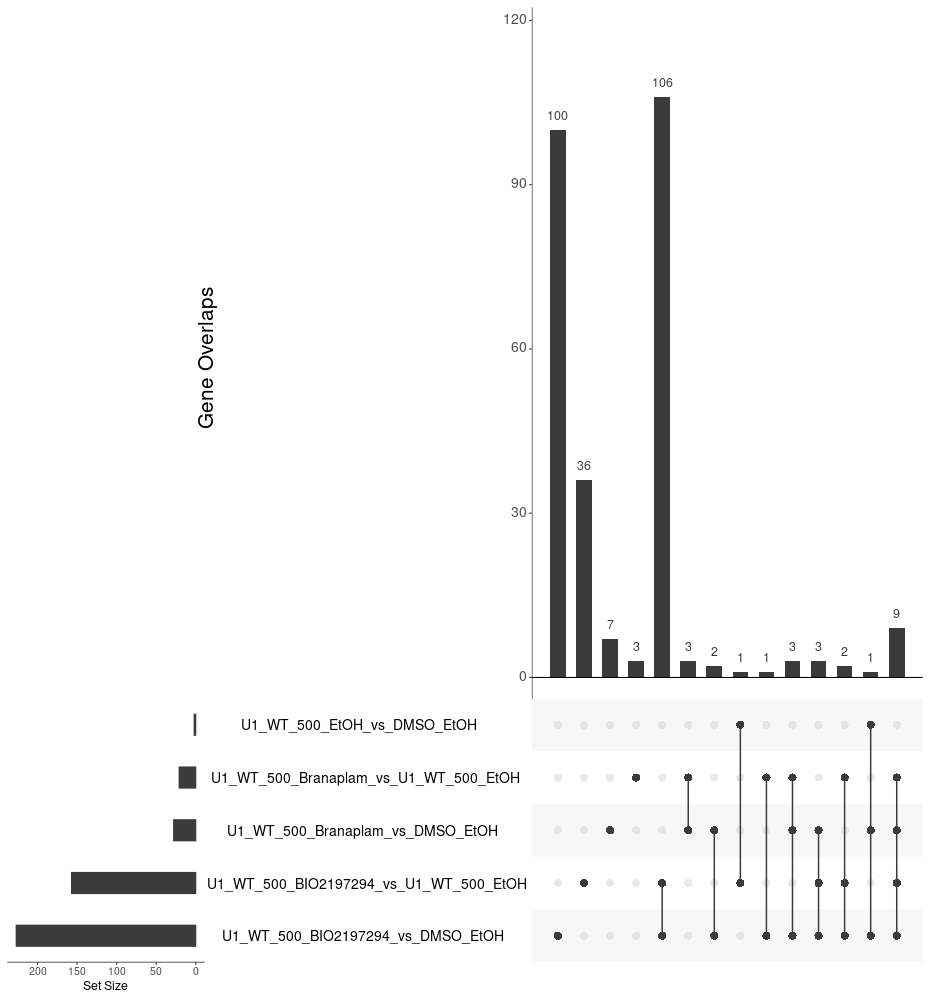 120
106
100
90
Gene Overlaps
60
36
30
7 3 3 2 1 1 3 3 2 1 9
0
U1_WT_500_EtOH_vs_DMSO_EtOH
U1_WT_500_Branaplam_vs_U1_WT_500_EtOH
U1_WT_500_Branaplam_vs_DMSO_EtOH
U1_WT_500_BIO2197294_vs_U1_WT_500_EtOH
U1_WT_500_BIO2197294_vs_DMSO_EtOH
200 150 100 50 0
Set Size